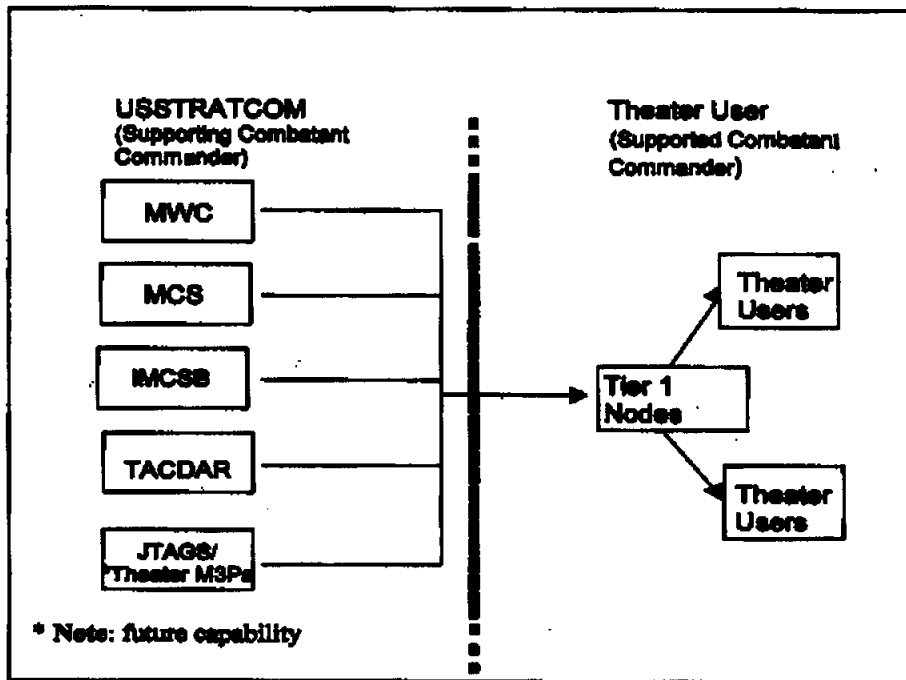 USSTRATCOM
(Supporting Combatant
Commander)
MWC
MCS
IMCSB
TACDAR
JTAGS/
*Theater M3Ps
* Note: future capability
Theater User
(Supported Combatant
Commander)
Tier 1
Nodes
Theater
Users
Theater
Users